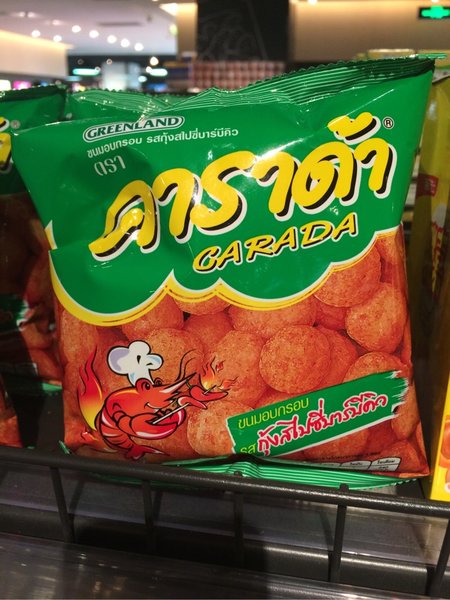 GREENLAND
ขนมอบกรอบ รสกุ้งสไปซี่บาร์บีคิว
ตรา
คาราด้า®
CARADA
ขนมอบกรอบ
รส กุ้งสไปซี่บาร์บีคิว